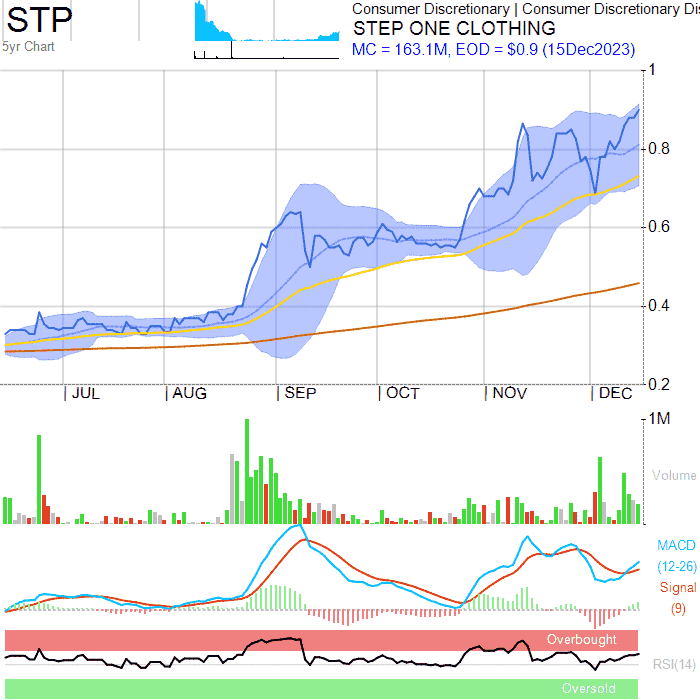 STP
5yr Chart
Consumer Discretionary | Consumer Discretionary Dis
STEP ONE CLOTHING
MC = 163.1M, EOD = $0.9 (15Dec2023)
1
0.8
0.6
0.4
0.2
JUL
AUG
SEP
OCT
NOV
DEC
1M
Volume
MACD
(12-26)
Signal
(9)
Overbought
RSI(14)
Oversold